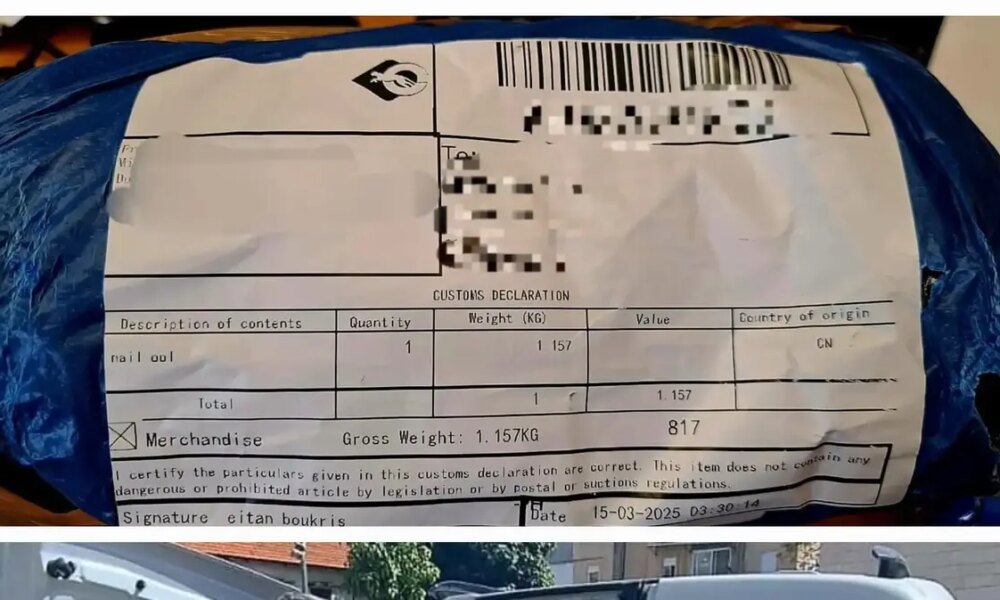 To:
CUSTOMS DECLARATION
Description of contents Quantity Weight (KG) Value Country of origin
nail ool 1 1 157 CN
Total 1 1.157
Merchandise Gross Weight: 1.157KG 817
I certify the particulars given in this customs declaration are correct. This item does not contain any
dangerous or prohibited article by legislation or by postal or suctions regulations.
Signature eitan boukris Date 15-03-2025 03:30:14